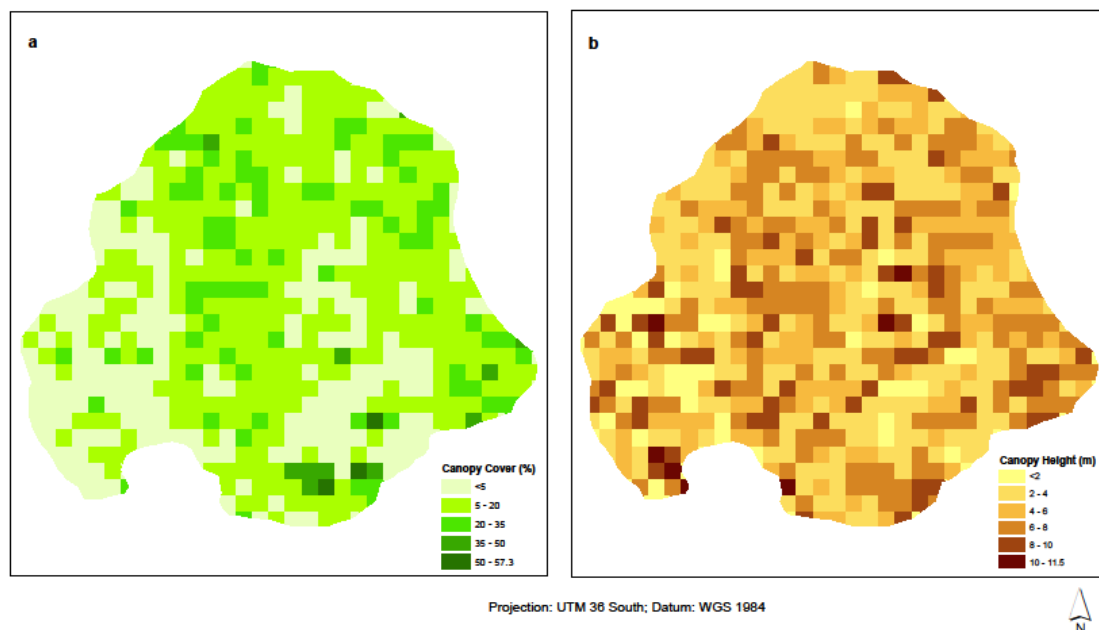 a
Canopy Cover (%)
<5
5 - 20
20 - 35
35 - 50
50 - 57.3
b
Canopy Height (m)
<2
2 - 4
4 - 6
6 - 8
8 - 10
10 - 11.5
Projection: UTM 36 South; Datum: WGS 1984
N